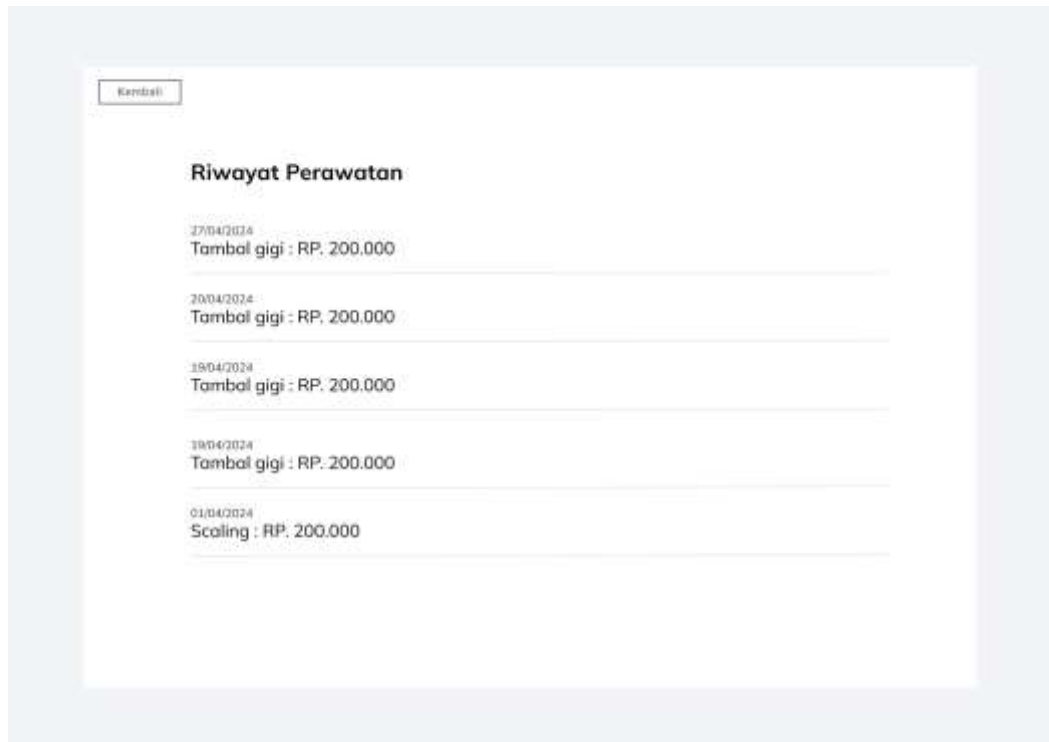 Kembali
Riwayat Perawatan
27/04/2024
Tambal gigi : RP. 200.000
20/04/2024
Tambal gigi : RP. 200.000
19/04/2024
Tambal gigi : RP. 200.000
19/04/2024
Tambal gigi : RP. 200.000
01/04/2024
Scaling : RP. 200.000